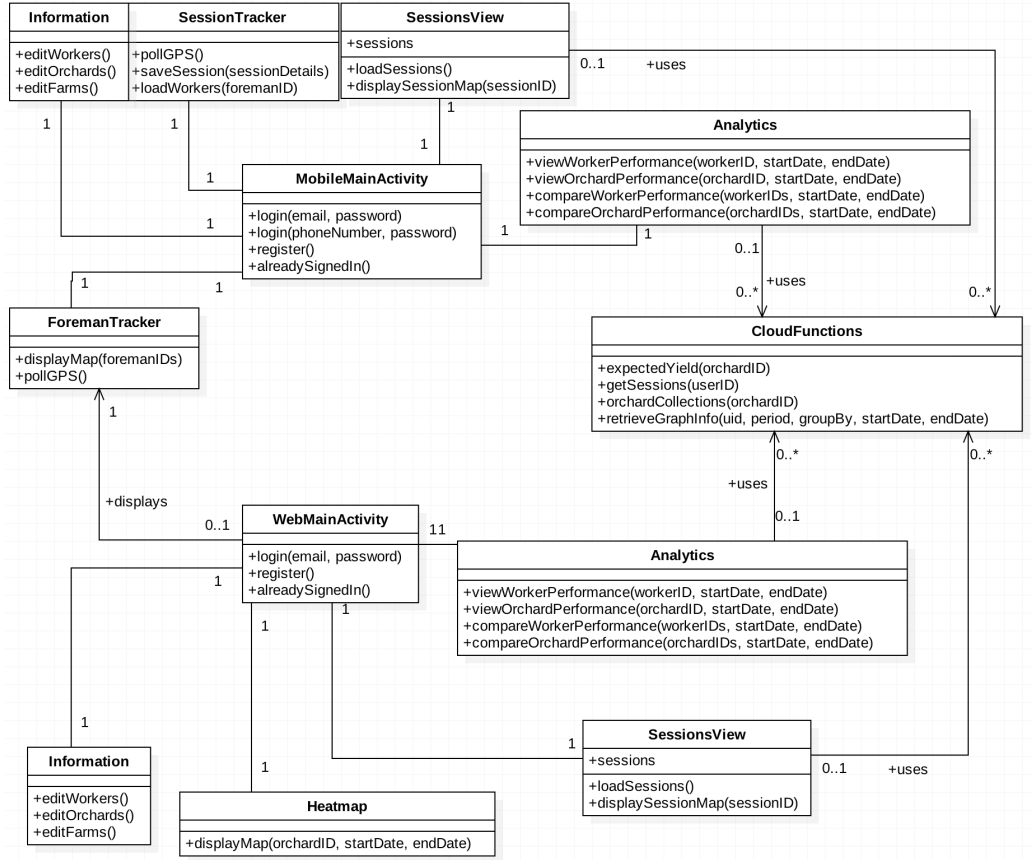 Information
+editWorkers()
+editOrchards()
+editFarms()
SessionTracker
+pollGPS()
+saveSession(sessionDetails)
+loadWorkers(foremanID)
SessionsView
+sessions
+loadSessions()
+displaySessionMap(sessionID)
0..1
+uses
1
1
1
1
Analytics
+viewWorkerPerformance(workerID, startDate, endDate)
+viewOrchardPerformance(orchardID, startDate, endDate)
+compareWorkerPerformance(workerIDs, startDate, endDate)
+compareOrchardPerformance(orchardIDs, startDate, endDate)
MobileMainActivity
+login(email, password)
+login(phoneNumber, password)
+register()
+alreadySignedIn()
1
1
1
1
0..1
+uses
0..*
0..*
1
1
ForemanTracker
+displayMap(foremanIDs)
+pollGPS()
CloudFunctions
+expectedYield(orchardID)
+getSessions(userID)
+orchardCollections(orchardID)
+retrieveGraphInfo(uid, period, groupBy, startDate, endDate)
1
+displays
0..1
0..*
0..*
+uses
0..1
WebMainActivity
+login(email, password)
+register()
+alreadySignedIn()
11
Analytics
+viewWorkerPerformance(workerID, startDate, endDate)
+viewOrchardPerformance(orchardID, startDate, endDate)
+compareWorkerPerformance(workerIDs, startDate, endDate)
+compareOrchardPerformance(orchardIDs, startDate, endDate)
1
1
1
1
1
1
Information
+editWorkers()
+editOrchards()
+editFarms()
Heatmap
+displayMap(orchardID, startDate, endDate)
SessionsView
+sessions
+loadSessions()
+displaySessionMap(sessionID)
0..1
+uses